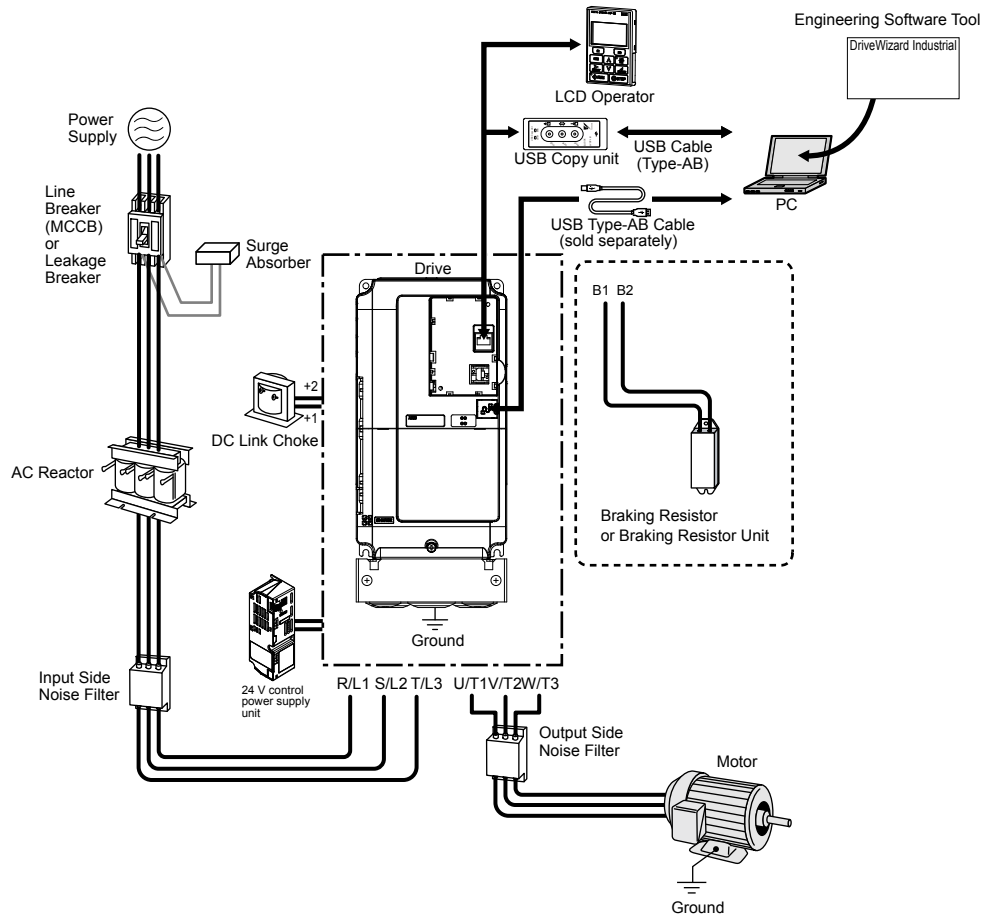 Engineering Software Tool
DriveWizard Industrial
LCD Operator
Power
Supply
USB Copy unit
USB Cable
(Type-AB)
PC
Line
Breaker
(MCCB)
or
Leakage
Breaker
USB Type-AB Cable
(sold separately)
Surge
Absorber
Drive
B1 B2
+2
+1
DC Link Choke
AC Reactor
Braking Resistor
or Braking Resistor Unit
Ground
Input Side
Noise Filter
24 V control
power supply
unit
R/L1 S/L2 T/L3 U/T1V/T2W/T3
Output Side
Noise Filter
Motor
Ground